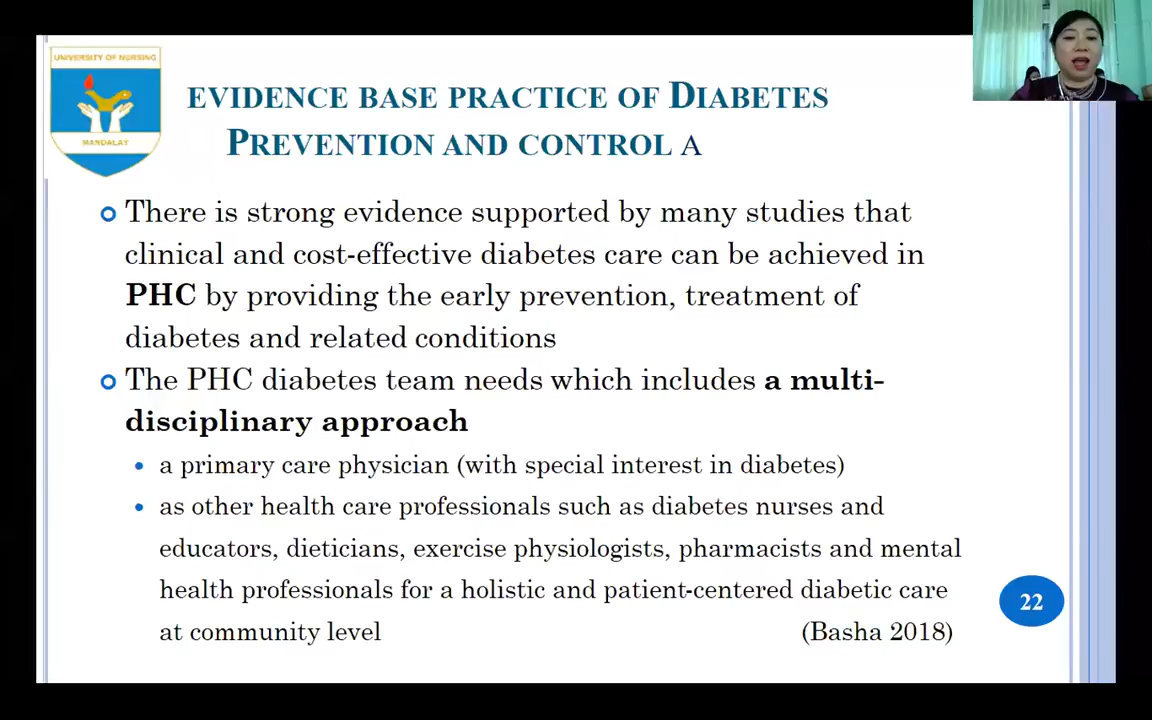 UNIVERSITY OF NURSING
MANDALAY
EVIDENCE BASE PRACTICE OF DIABETES
PREVENTION AND CONTROL A
There is strong evidence supported by many studies that
clinical and cost-effective diabetes care can be achieved in
PHC by providing the early prevention, treatment of
diabetes and related conditions
The PHC diabetes team needs which includes a multi-
disciplinary approach
a primary care physician (with special interest in diabetes)
as other health care professionals such as diabetes nurses and
educators, dieticians, exercise physiologists, pharmacists and mental
health professionals for a holistic and patient-centered diabetic care
at community level (Basha 2018)
22